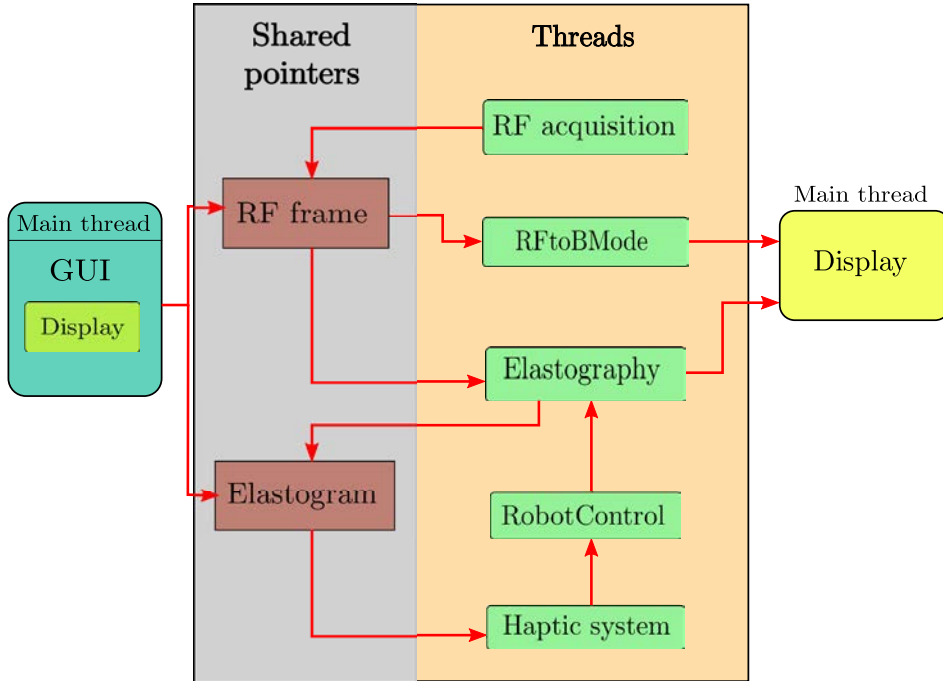 Shared
pointers
Threads
RF acquisition
RF frame
RFtoBMode
Main thread
GUI
Display
Main thread
Display
Elastography
Elastogram
RobotControl
Haptic system